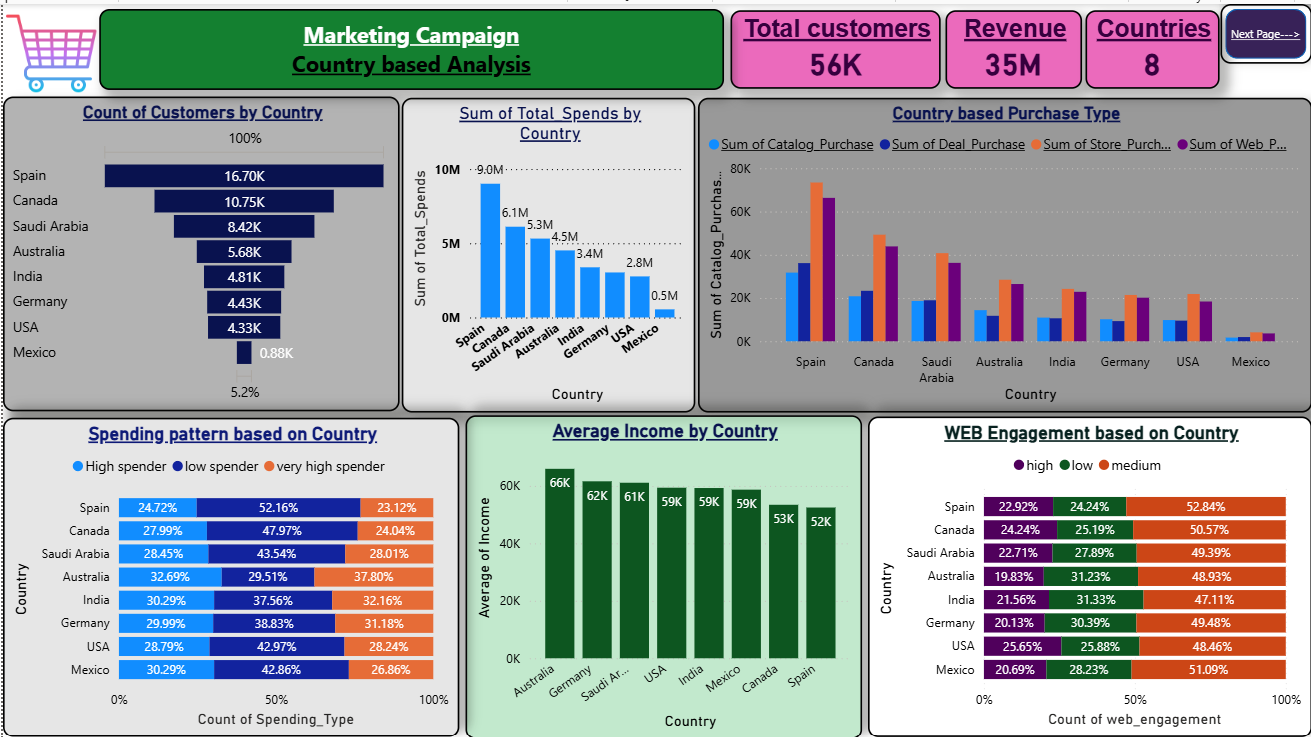 Marketing Campaign
Country based Analysis
Total customers
56K
Revenue
35M
Countries
8
Next Page--->
Count of Customers by Country
100%
Spain 16.70K
Canada 10.75K
Saudi Arabia 8.42K
Australia 5.68K
India 4.81K
Germany 4.43K
USA 4.33K
Mexico 0.88K
5.2%
Sum of Total_Spends by
Country
Sum of Total_Spends
10M
5M
0M
9.0M
6.1M
5.3M
4.5M
3.4M
2.8M
0.5M
Spain
Canada
Saudi Arabia
Australia
India
Germany
USA
Mexico
Country
Country based Purchase Type
Sum of Catalog_Purchase Sum of Deal_Purchase Sum of Store_Purch... Sum of Web_P...
Sum of Catalog_Purchas...
80K
60K
40K
20K
0K
Spain Canada Saudi Arabia Australia India Germany USA Mexico
Country
Spending pattern based on Country
High spender low spender very high spender
Country
Spain 24.72% 52.16% 23.12%
Canada 27.99% 47.97% 24.04%
Saudi Arabia 28.45% 43.54% 28.01%
Australia 32.69% 29.51% 37.80%
India 30.29% 37.56% 32.16%
Germany 29.99% 38.83% 31.18%
USA 28.79% 42.97% 28.24%
Mexico 30.29% 42.86% 26.86%
0% 50% 100%
Count of Spending_Type
Average Income by Country
Average of Income
60K
40K
20K
0K
66K 62K 61K 59K 59K 59K 53K 52K
Australia
Germany
Saudi Ar...
USA
India
Mexico
Canada
Spain
Country
WEB Engagement based on Country
high low medium
Country
Spain 22.92% 24.24% 52.84%
Canada 24.24% 25.19% 50.57%
Saudi Arabia 22.71% 27.89% 49.39%
Australia 19.83% 31.23% 48.93%
India 21.56% 31.33% 47.11%
Germany 20.13% 30.39% 49.48%
USA 25.65% 25.88% 48.46%
Mexico 20.69% 28.23% 51.09%
0% 50% 100%
Count of web_engagement